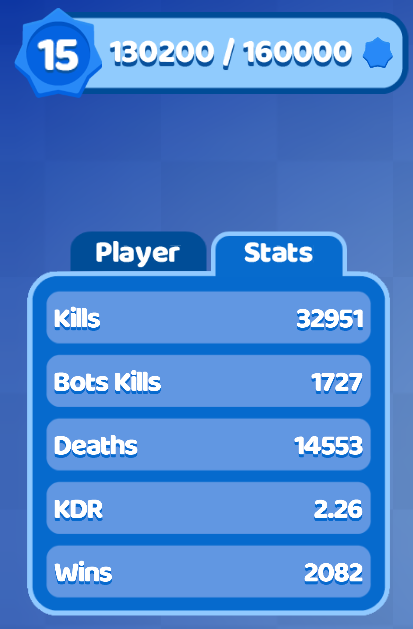 15 130200 / 160000
Player Stats
Kills 32951
Bots Kills 1727
Deaths 14553
KDR 2.26
Wins 2082